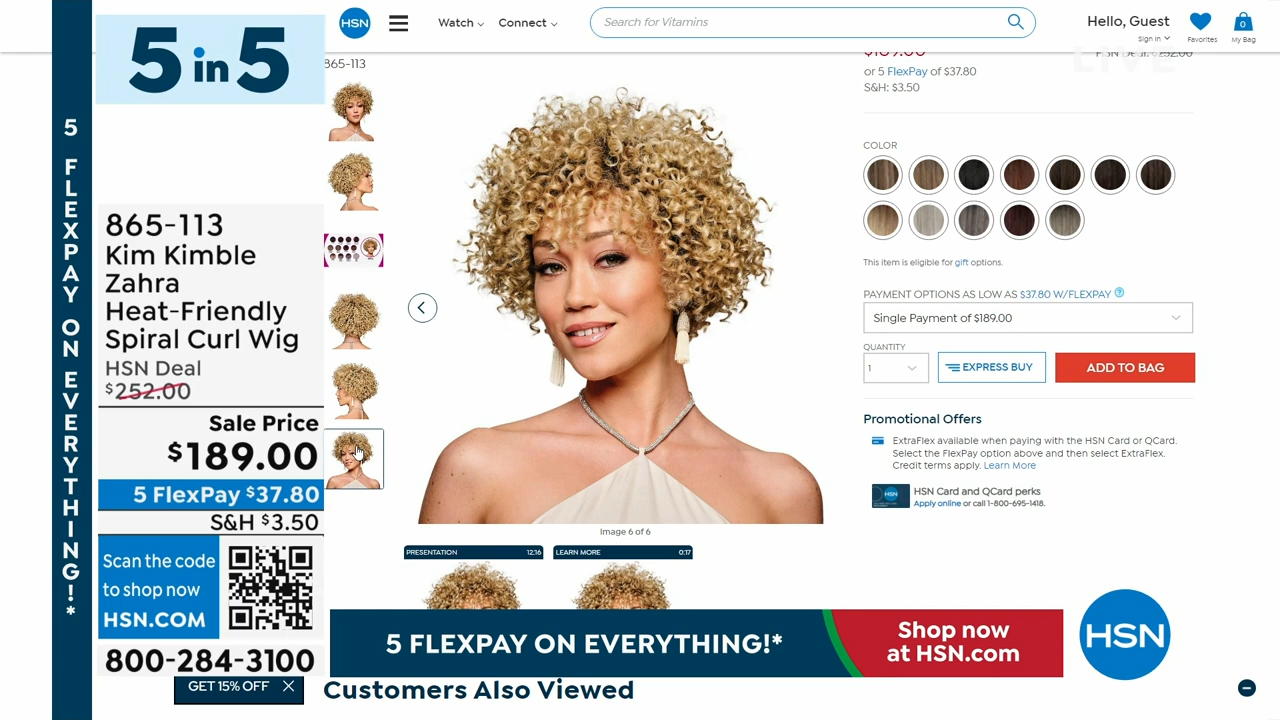 5 in 5
5 FLEXPAY ON EVERYTHING!*
865-113
Kim Kimble
Zahra
Heat-Friendly
Spiral Curl Wig
HSN Deal
$252.00
Sale Price
$189.00
5 FlexPay $37.80
S&H $3.50
Scan the code
to shop now
HSN.COM
800-284-3100
GET 15% OFF
HSN
Watch
Connect
Search for Vitamins
Hello, Guest
Sign In
Favorites
0
My Bag
LIVE
865-113
$189.00
HSN Deal: $252.00
or 5 FlexPay of $37.80
S&H: $3.50
COLOR
This item is eligible for gift options.
PAYMENT OPTIONS AS LOW AS $37.80 W/FLEXPAY ?
Single Payment of $189.00
QUANTITY
1
EXPRESS BUY
ADD TO BAG
Promotional Offers
ExtraFlex available when paying with the HSN Card or QCard.
Select the FlexPay option above and then select ExtraFlex.
Credit terms apply. Learn More
HSN
HSN Card and QCard perks
Apply online or call 1-800-695-1418.
Image 6 of 6
PRESENTATION 12:16
LEARN MORE 0:17
5 FLEXPAY ON EVERYTHING!*
Shop now
at HSN.com
HSN
Customers Also Viewed